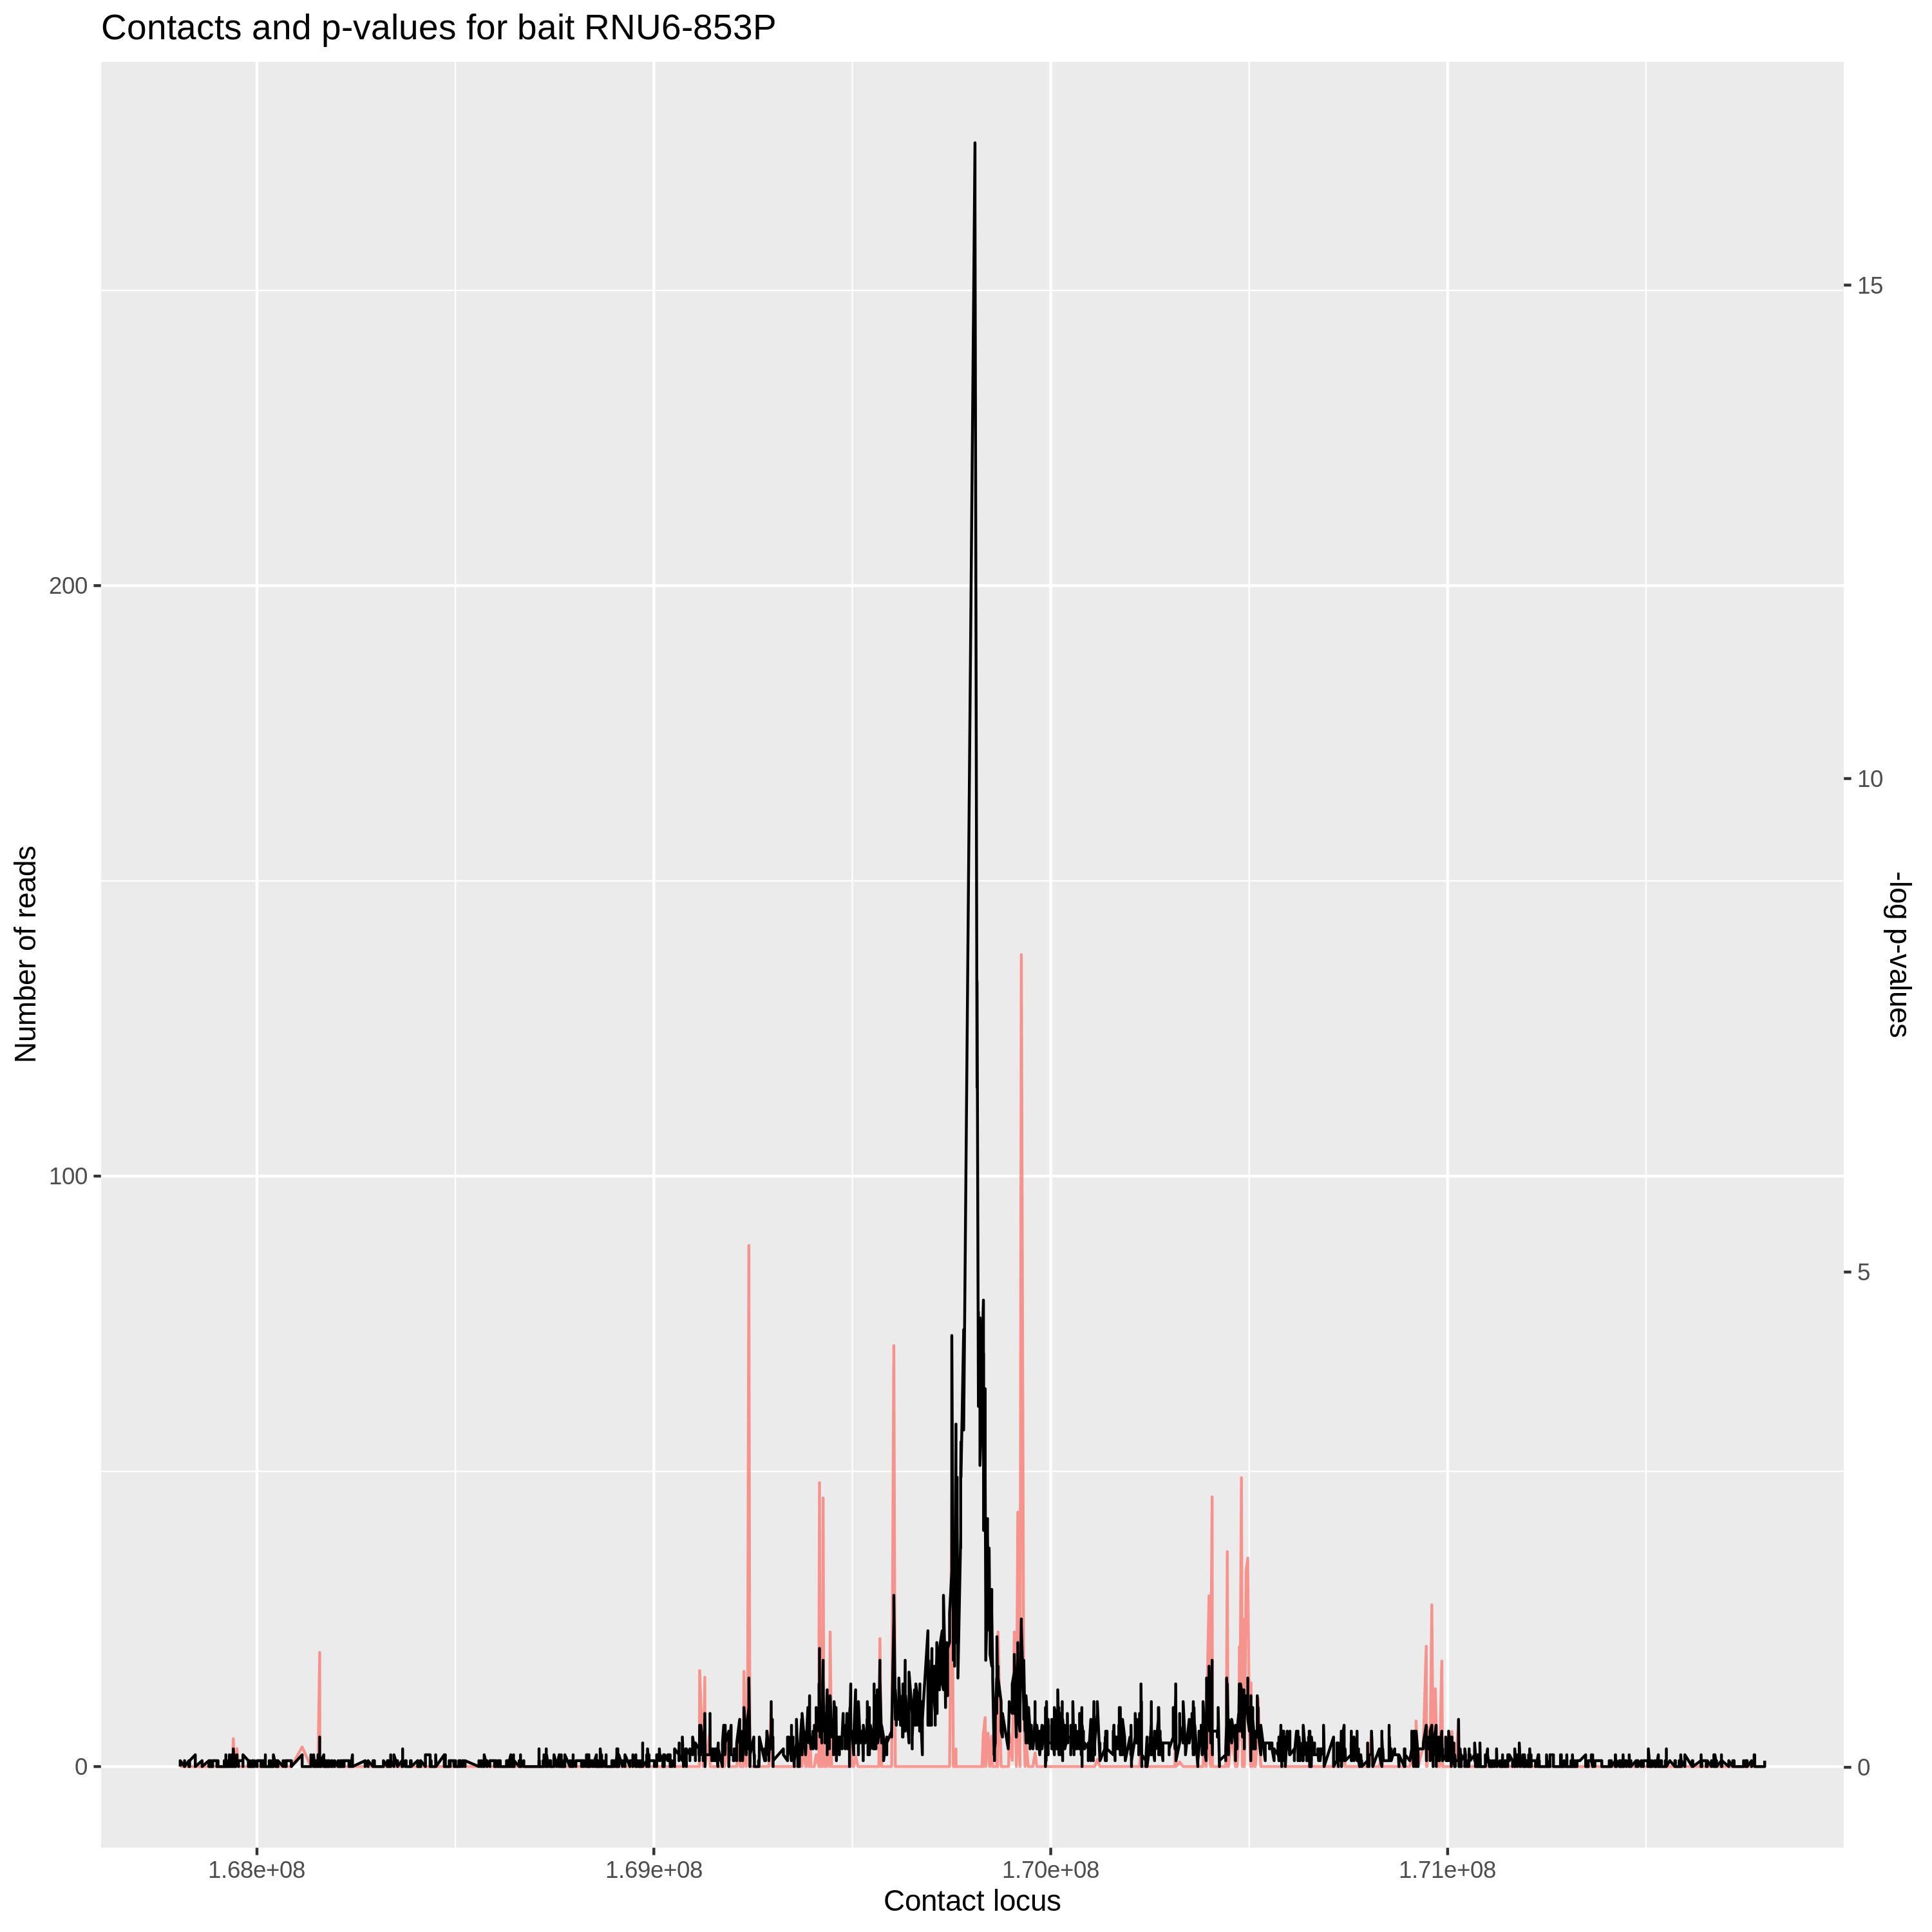 Contacts and p-values for bait RNU6-853P
Number of reads
200
100
0
15
10
5
0
-log p-values
1.68e+08
1.69e+08
1.70e+08
1.71e+08
Contact locus